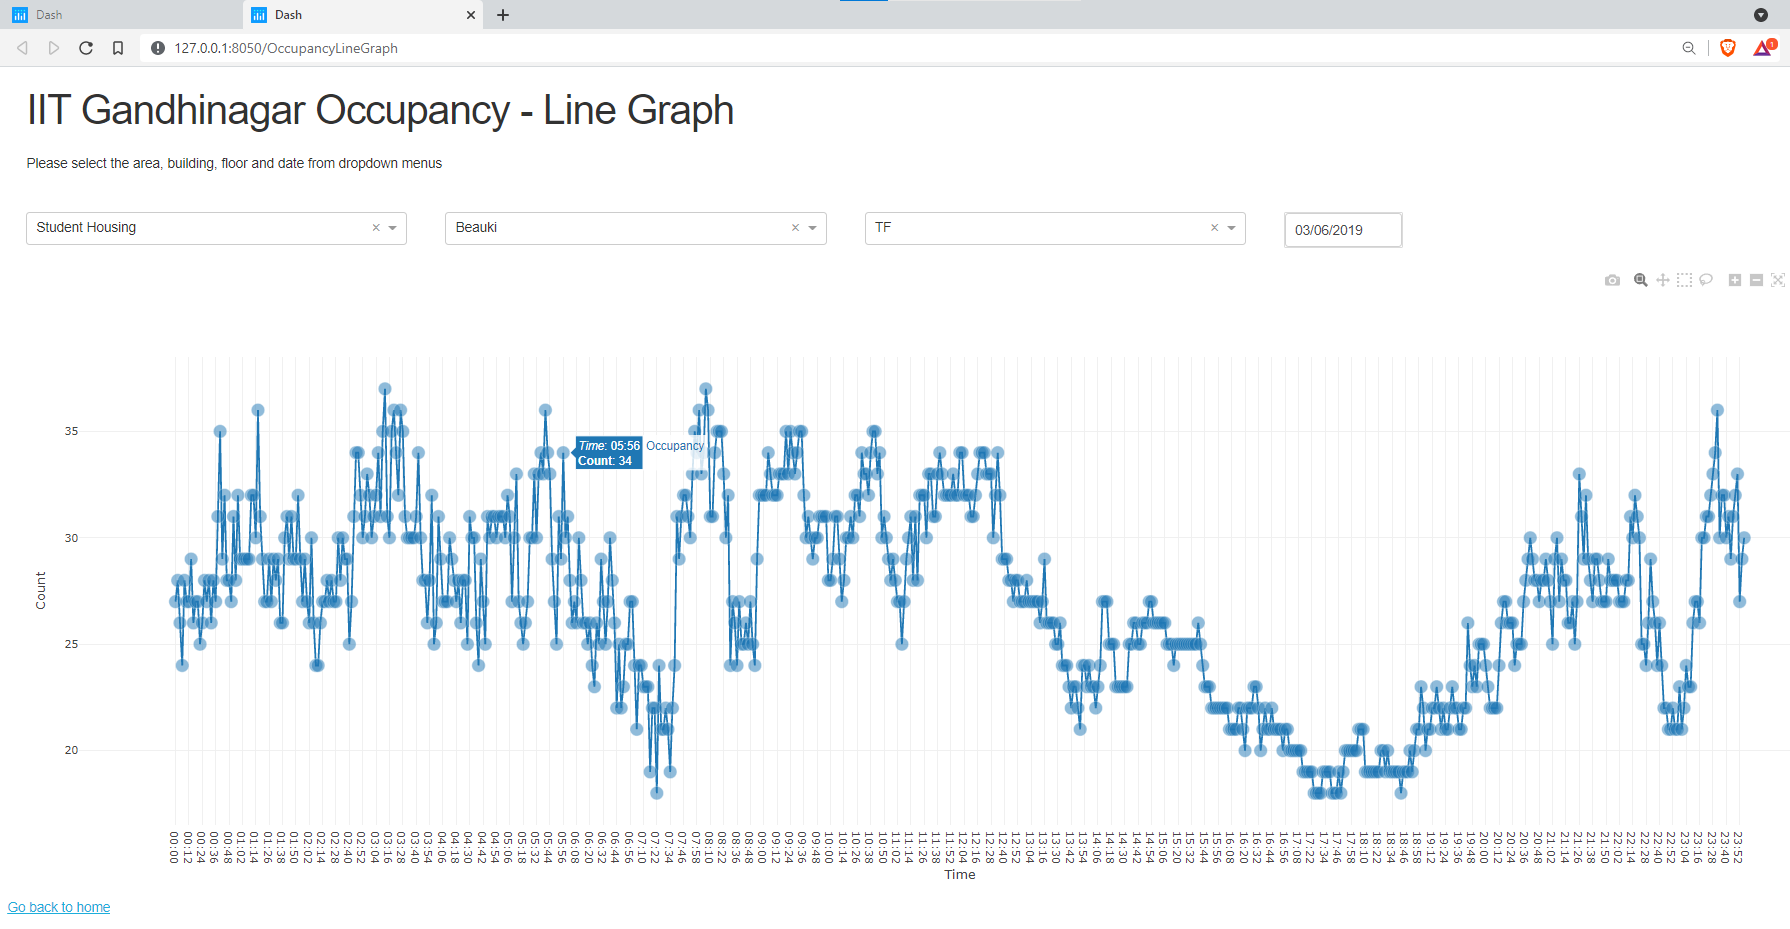 Dash
Dash
127.0.0.1:8050/OccupancyLineGraph
1
IIT Gandhinagar Occupancy - Line Graph
Please select the area, building, floor and date from dropdown menus
Student Housing
Beauki
TF
03/06/2019
35
30
25
20
Count
Time: 05:56
Count: 34
Occupancy
00:00 00:12 00:24 00:36 00:48 01:02 01:14 01:26 01:38 01:50 02:02 02:14 02:28 02:40 02:52 03:04 03:16 03:28 03:40 03:54 04:06 04:18 04:30 04:42 04:54 05:06 05:18 05:32 05:44 05:56 06:08 06:20 06:32 06:44 06:56 07:10 07:22 07:34 07:46 07:58 08:10 08:22 08:36 08:48 09:00 09:12 09:24 09:36 09:48 10:00 10:14 10:26 10:38 10:50 11:02 11:14 11:26 11:38 11:52 12:04 12:16 12:28 12:40 12:52 13:04 13:16 13:30 13:42 13:54 14:06 14:18 14:30 14:42 14:54 15:06 15:20 15:32 15:44 15:56 16:08 16:20 16:32 16:44 16:56 17:08 17:22 17:34 17:46 17:58 18:10 18:22 18:34 18:46 18:58 19:12 19:24 19:36 19:48 20:00 20:12 20:24 20:36 20:48 21:02 21:14 21:26 21:38 21:50 22:02 22:14 22:26 22:40 22:52 23:04 23:16 23:28 23:40 23:52
Time
Go back to home